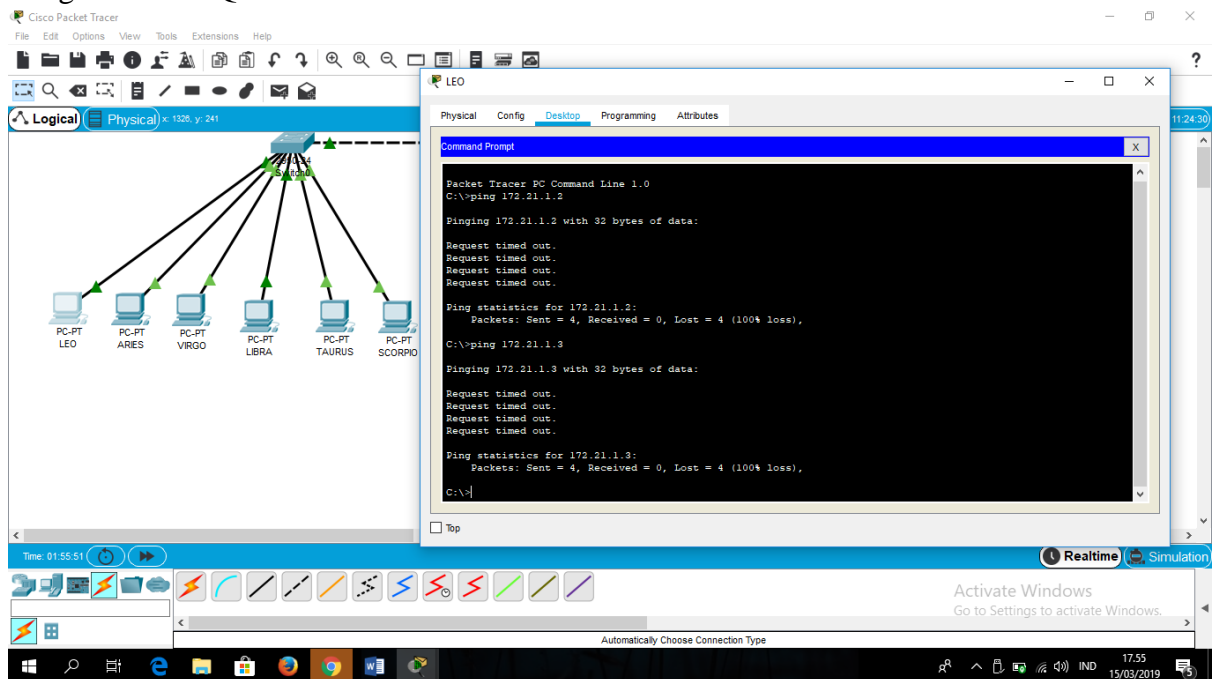 Cisco Packet Tracer
File Edit Options View Tools Extensions Help
?
LEO
Logical
Physical
x: 1326, y: 241
11:24:30
Physical Config Desktop Programming Attributes
Command Prompt
X
Packet Tracer PC Command Line 1.0
C:\>ping 172.21.1.2
Pinging 172.21.1.2 with 32 bytes of data:
Request timed out.
Request timed out.
Request timed out.
Request timed out.
Ping statistics for 172.21.1.2:
Packets: Sent = 4, Received = 0, Lost = 4 (100% loss),
C:\>ping 172.21.1.3
Pinging 172.21.1.3 with 32 bytes of data:
Request timed out.
Request timed out.
Request timed out.
Request timed out.
Ping statistics for 172.21.1.3:
Packets: Sent = 4, Received = 0, Lost = 4 (100% loss),
C:\>
Top
Switch0
PC-PT
LEO
PC-PT
ARIES
PC-PT
VIRGO
PC-PT
LIBRA
PC-PT
TAURUS
PC-PT
SCORPIO
Time: 01:55:51
Realtime
Simulation
Activate Windows
Go to Settings to activate Windows.
Automatically Choose Connection Type
IND
17.55
15/03/2019